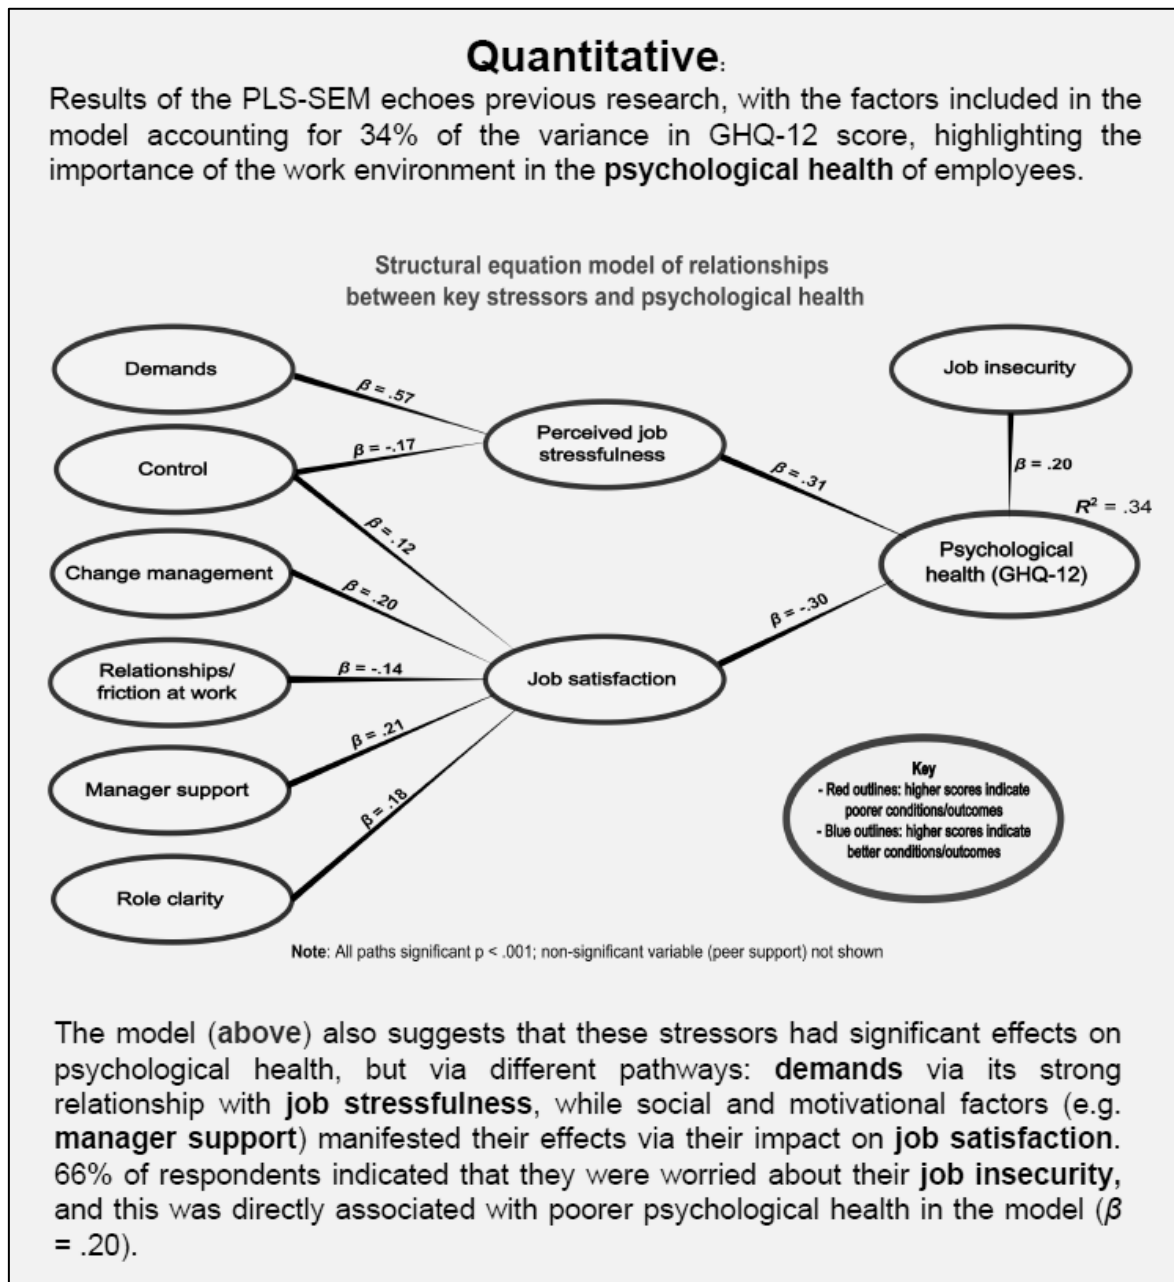 Quantitative:
Results of the PLS-SEM echoes previous research, with the factors included in the
model accounting for 34% of the variance in GHQ-12 score, highlighting the
importance of the work environment in the psychological health of employees.
Structural equation model of relationships
between key stressors and psychological health
Demands
Job insecurity
β = .57
Perceived job
stressfulness
β = -.17
Control
β = .31
β = .20
R² = .34
β = .12
Change management
Psychological
health (GHQ-12)
β = .20
β = -.30
Relationships/
friction at work
β = -.14
Job satisfaction
β = .21
Manager support
β = .18
Role clarity
Key
- Red outlines: higher scores indicate
poorer conditions/outcomes
- Blue outlines: higher scores indicate
better conditions/outcomes
Note: All paths significant p < .001; non-significant variable (peer support) not shown
The model (above) also suggests that these stressors had significant effects on
psychological health, but via different pathways: demands via its strong
relationship with job stressfulness, while social and motivational factors (e.g.
manager support) manifested their effects via their impact on job satisfaction.
66% of respondents indicated that they were worried about their job insecurity,
and this was directly associated with poorer psychological health in the model (β
= .20).